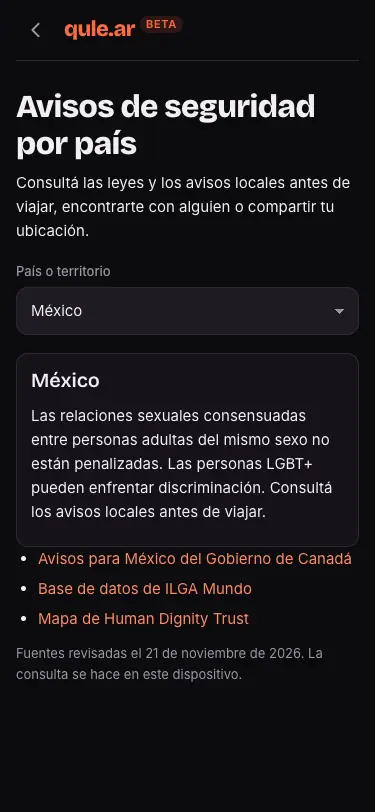 qule.ar BETA
Avisos de seguridad
por país
Consultá las leyes y los avisos locales antes de
viajar, encontrarte con alguien o compartir tu
ubicación.
País o territorio
México
México
Las relaciones sexuales consensuadas
entre personas adultas del mismo sexo no
están penalizadas. Las personas LGBT+
pueden enfrentar discriminación. Consultá
los avisos locales antes de viajar.
Avisos para México del Gobierno de Canadá
Base de datos de ILGA Mundo
Mapa de Human Dignity Trust
Fuentes revisadas el 21 de noviembre de 2026. La
consulta se hace en este dispositivo.